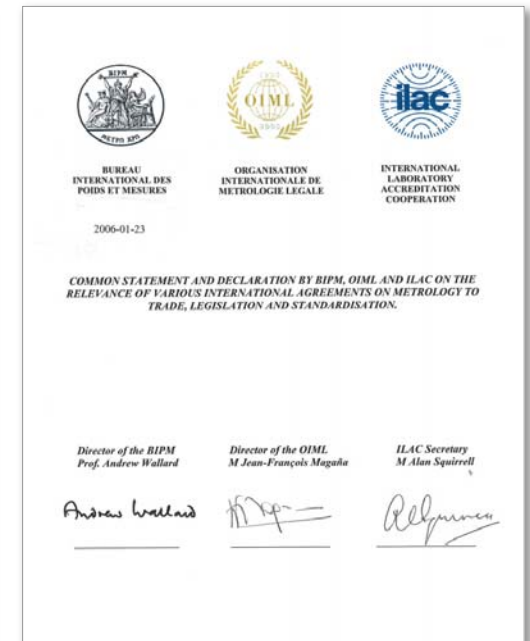 BIPM
ΜΕΤΡΩ ΧΡΩ
OIML
ilac
BUREAU
INTERNATIONAL DES
POIDS ET MESURES
ORGANISATION
INTERNATIONALE DE
METROLOGIE LEGALE
INTERNATIONAL
LABORATORY
ACCREDITATION
COOPERATION
2006-01-23
COMMON STATEMENT AND DECLARATION BY BIPM, OIML AND ILAC ON THE
RELEVANCE OF VARIOUS INTERNATIONAL AGREEMENTS ON METROLOGY TO
TRADE, LEGISLATION AND STANDARDISATION.
Director of the BIPM
Prof. Andrew Wallard
Director of the OIML
M Jean-François Magaña
ILAC Secretary
M Alan Squirrell
Andrew Wallard